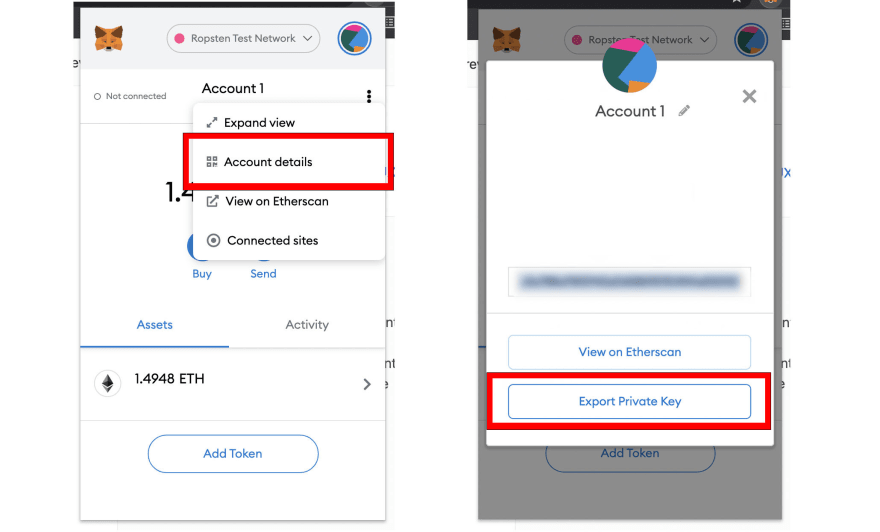 Ropsten Test Network
Not connected
Account 1
Expand view
Account details
1.4
View on Etherscan
Connected sites
Buy
Send
Assets
Activity
1.4948 ETH
Add Token
Ropsten Test Network
Account 1
View on Etherscan
Export Private Key
Add Token